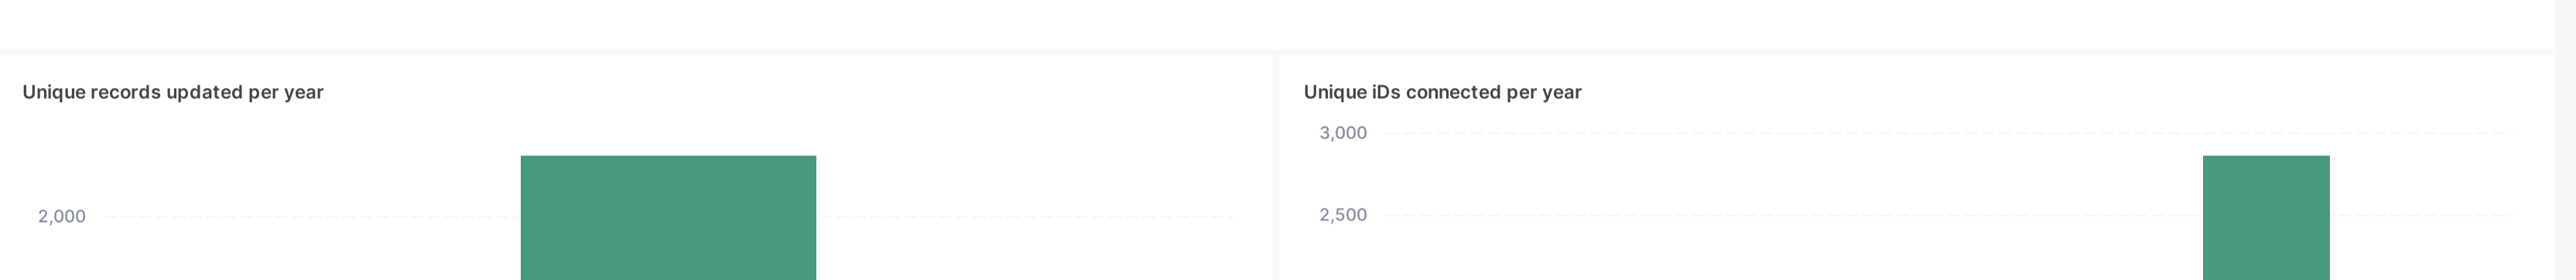 Unique records updated per year
2,000
Unique iDs connected per year
3,000
2,500